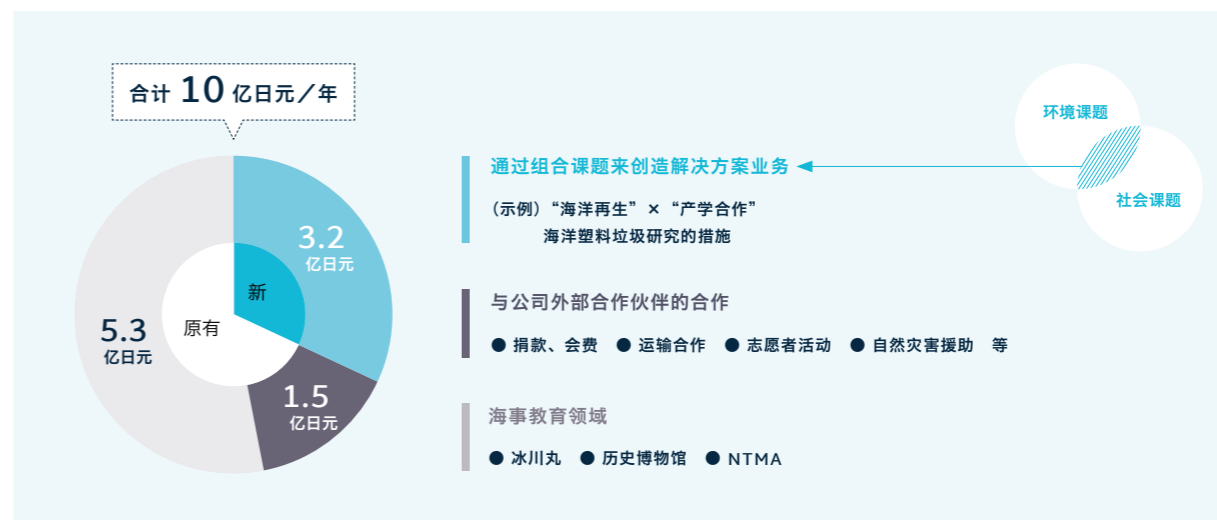 合计 10 亿日元／年
环境课题
社会课题
通过组合课题来创造解决方案业务
（示例）“海洋再生” × “产学合作”
海洋塑料垃圾研究的措施
3.2
亿日元
新
原有
5.3
亿日元
1.5
亿日元
与公司外部合作伙伴的合作
● 捐款、会费 ● 运输合作 ● 志愿者活动 ● 自然灾害援助 等
海事教育领域
● 冰川丸 ● 历史博物馆 ● NTMA